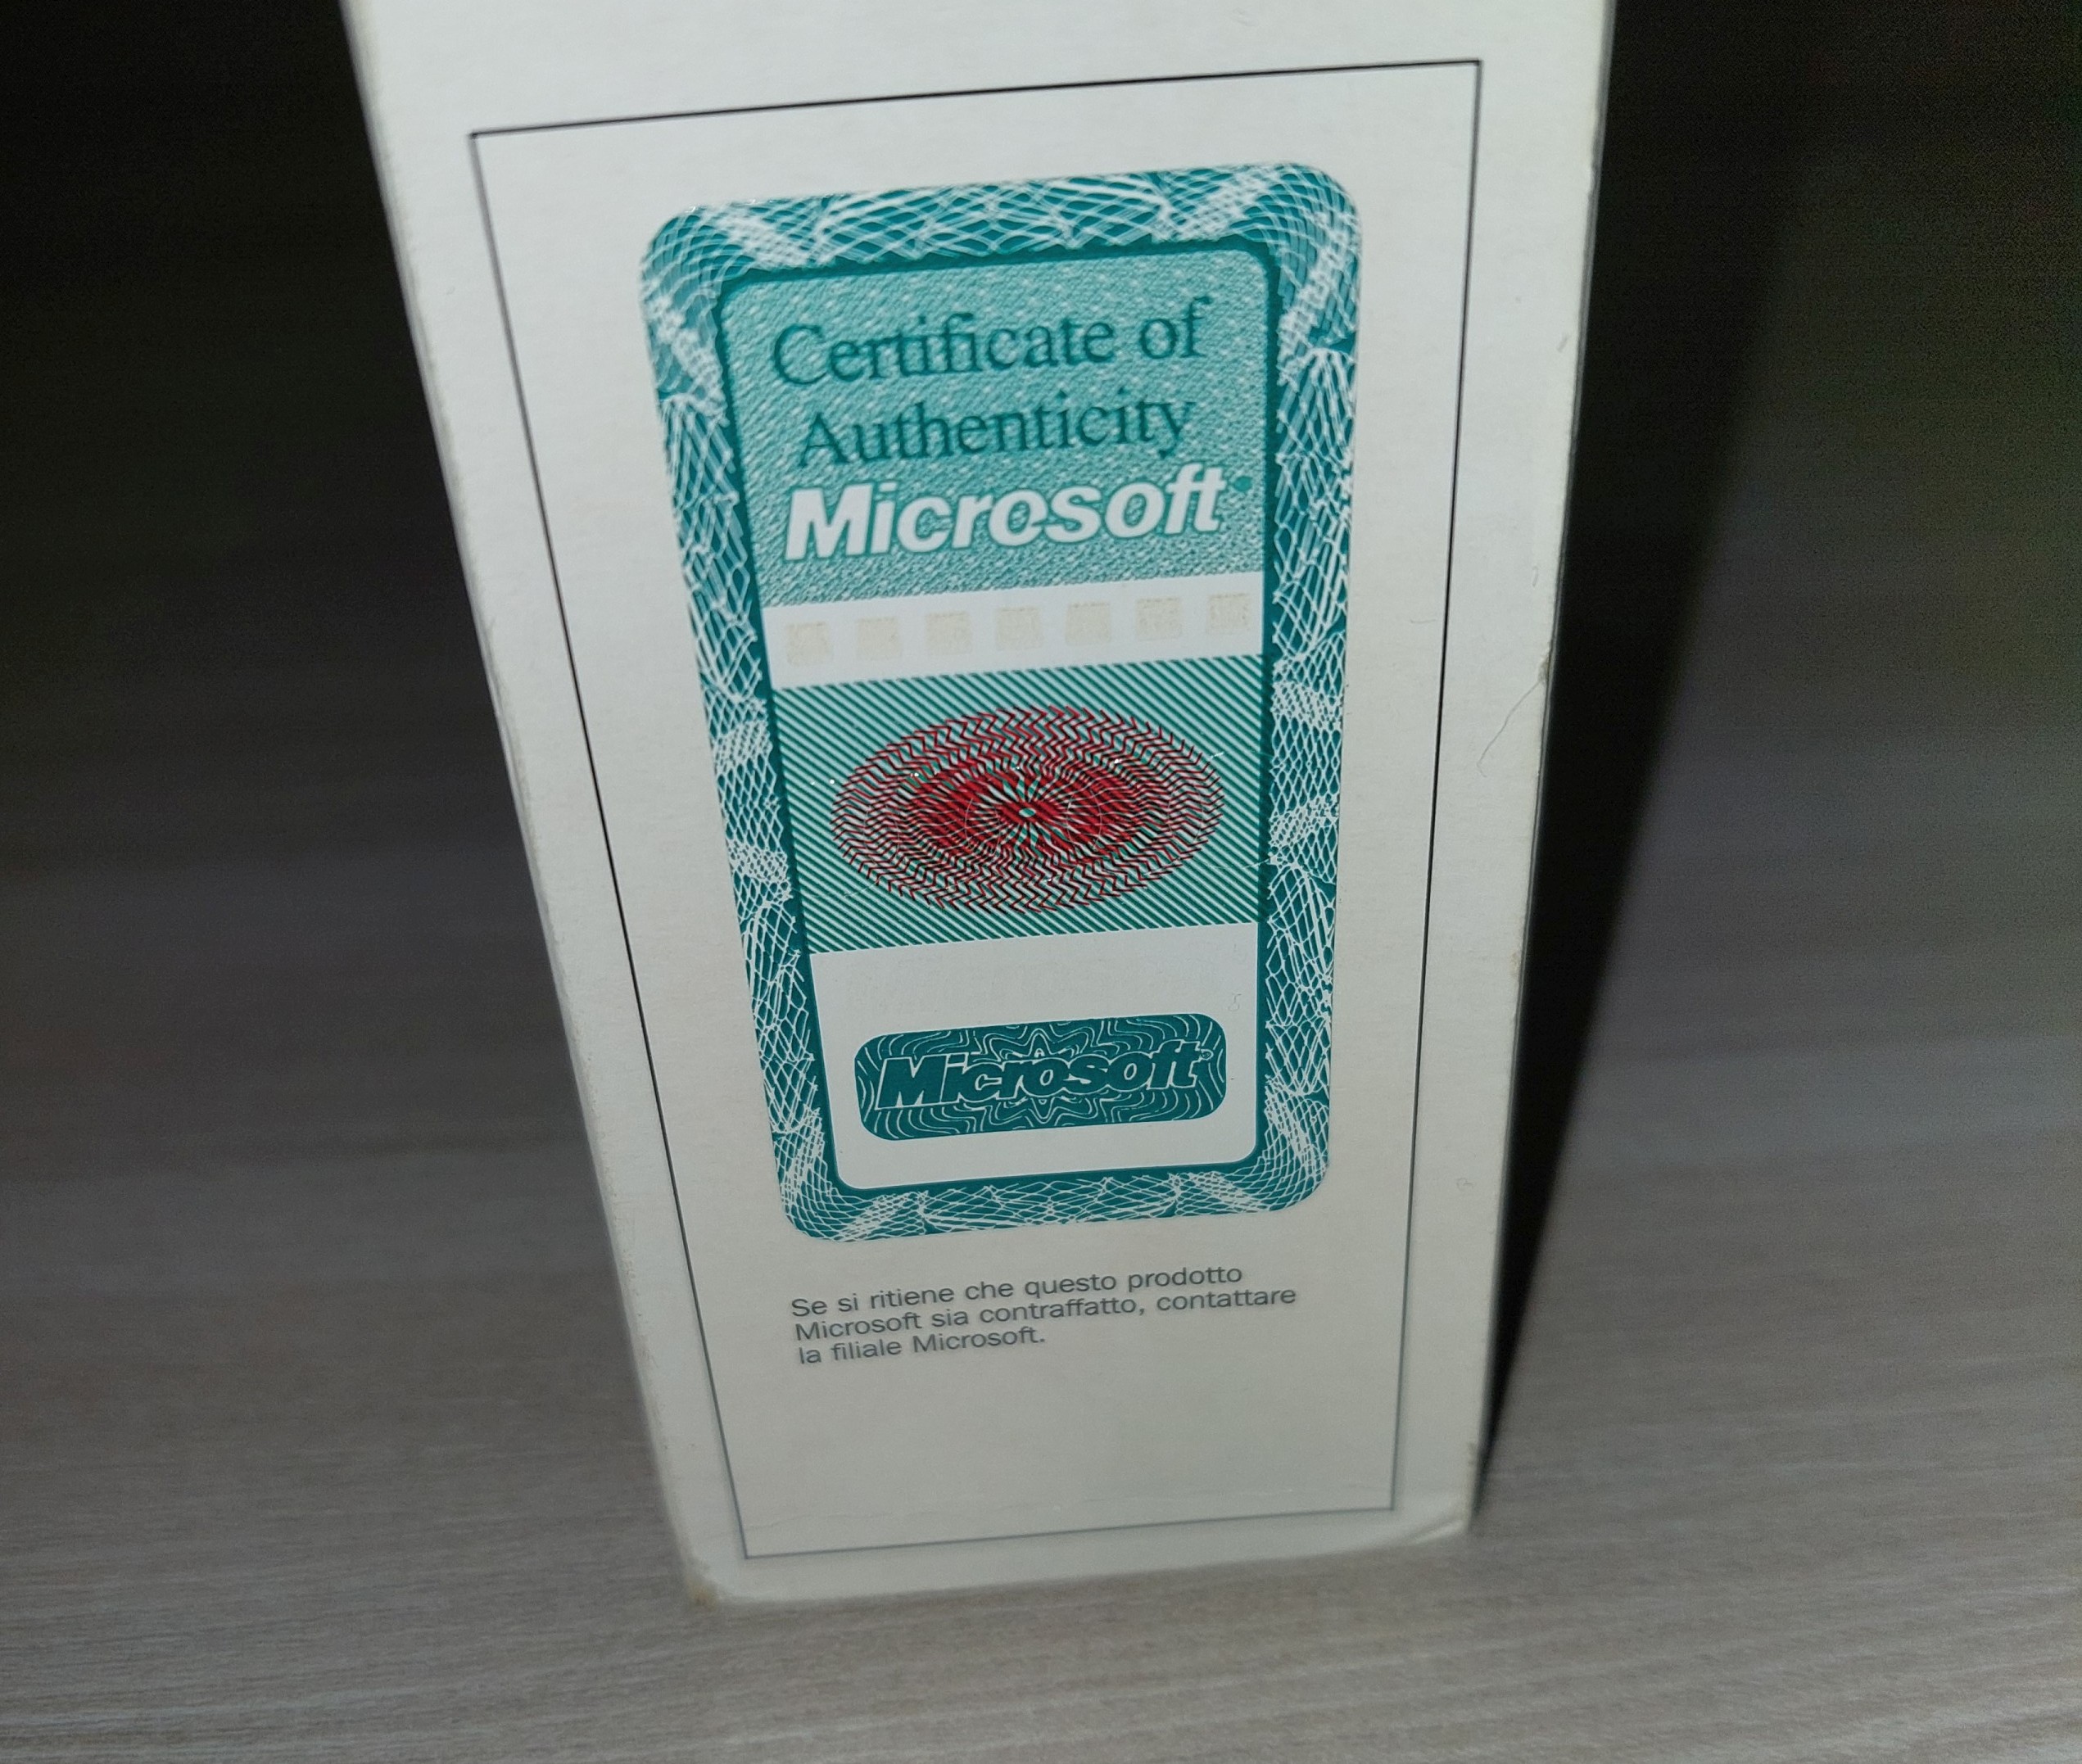 Certificate of
Authenticity
Microsoft®
Microsoft®
Se si ritiene che questo prodotto
Microsoft sia contraffatto, contattare
la filiale Microsoft.